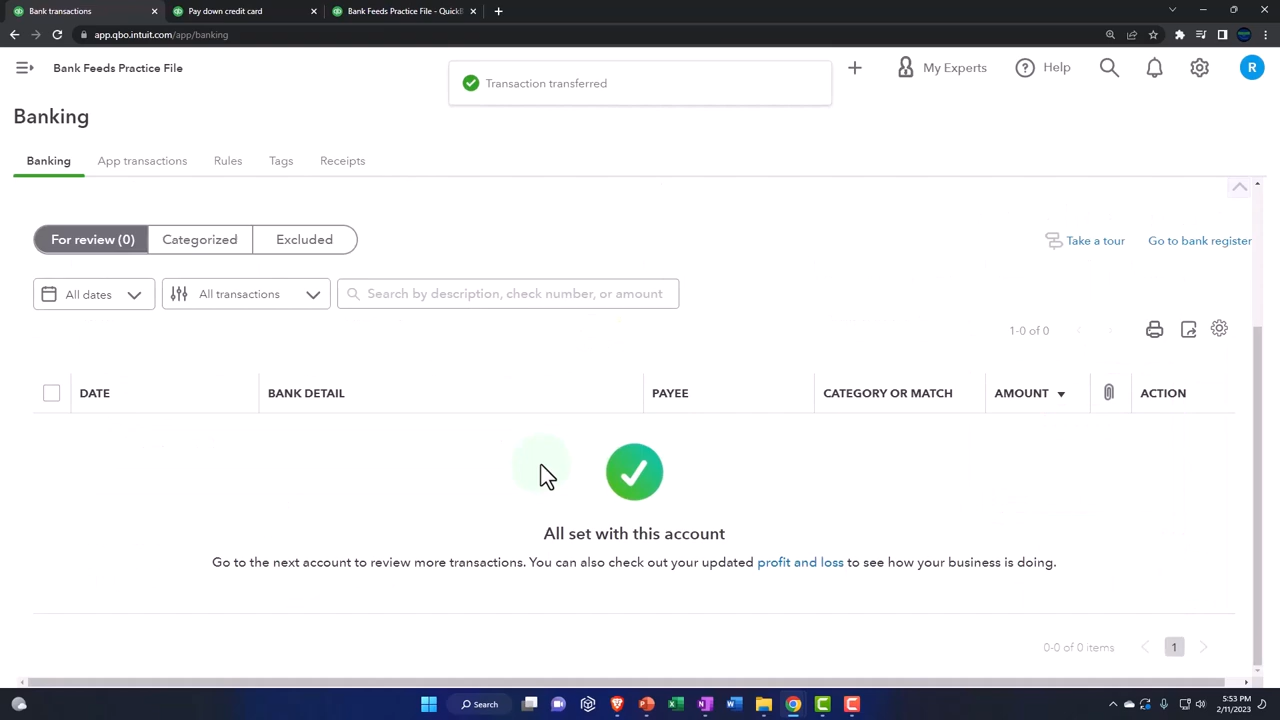 Bank transactions
Pay down credit card
Bank Feeds Practice File – QuickB
app.qbo.intuit.com/app/banking
Bank Feeds Practice File
Transaction transferred
My Experts
Help
R
Banking
Banking
App transactions
Rules
Tags
Receipts
For review (0)
Categorized
Excluded
Take a tour
Go to bank register
All dates
All transactions
Search by description, check number, or amount
1-0 of 0
DATE
BANK DETAIL
PAYEE
CATEGORY OR MATCH
AMOUNT
ACTION
All set with this account
Go to the next account to review more transactions. You can also check out your updated profit and loss to see how your business is doing.
0-0 of 0 items
1
Search
5:53 PM
2/11/2023